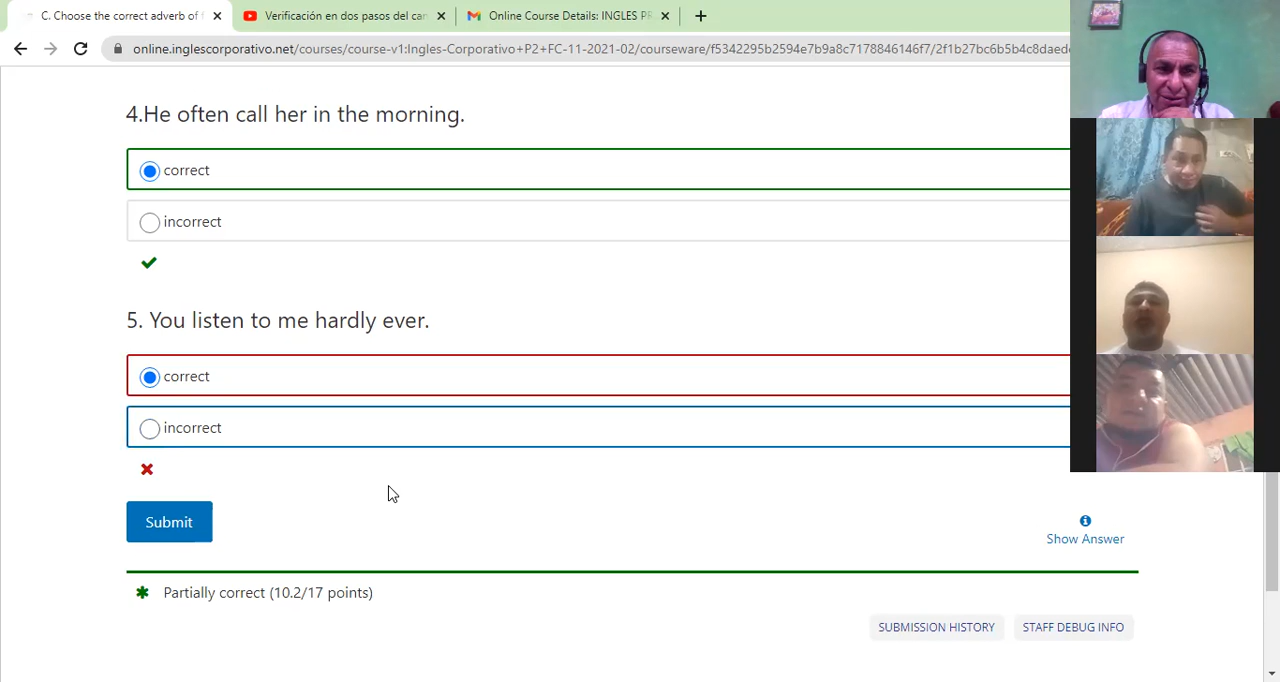 C. Choose the correct adverb of f
Verificación en dos pasos del car
Online Course Details: INGLES PR
online.inglescorporativo.net/courses/course-v1:Ingles-Corporativo+P2+FC-11-2021-02/courseware/f5342295b2594e7b9a8c7178846146f7/2f1b27bc6b5b4c8daede
4.He often call her in the morning.
correct
incorrect
5. You listen to me hardly ever.
correct
incorrect
Submit
Show Answer
Partially correct (10.2/17 points)
SUBMISSION HISTORY
STAFF DEBUG INFO